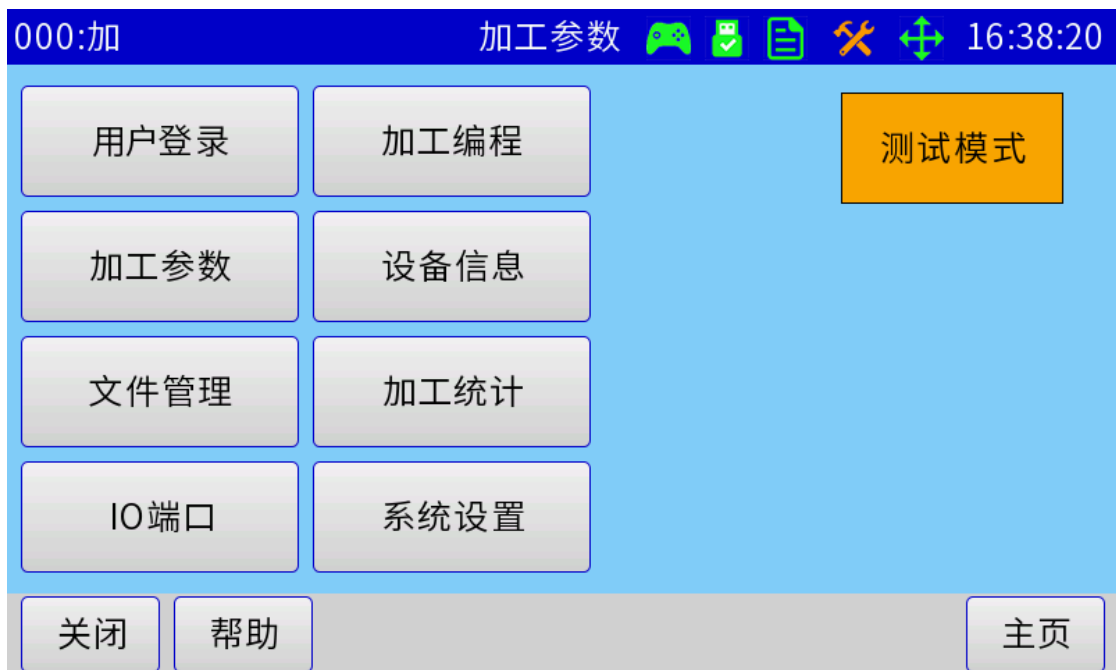 000:加 加工参数 16:38:20
用户登录 加工编程 测试模式
加工参数 设备信息
文件管理 加工统计
IO端口 系统设置
关闭 帮助 主页